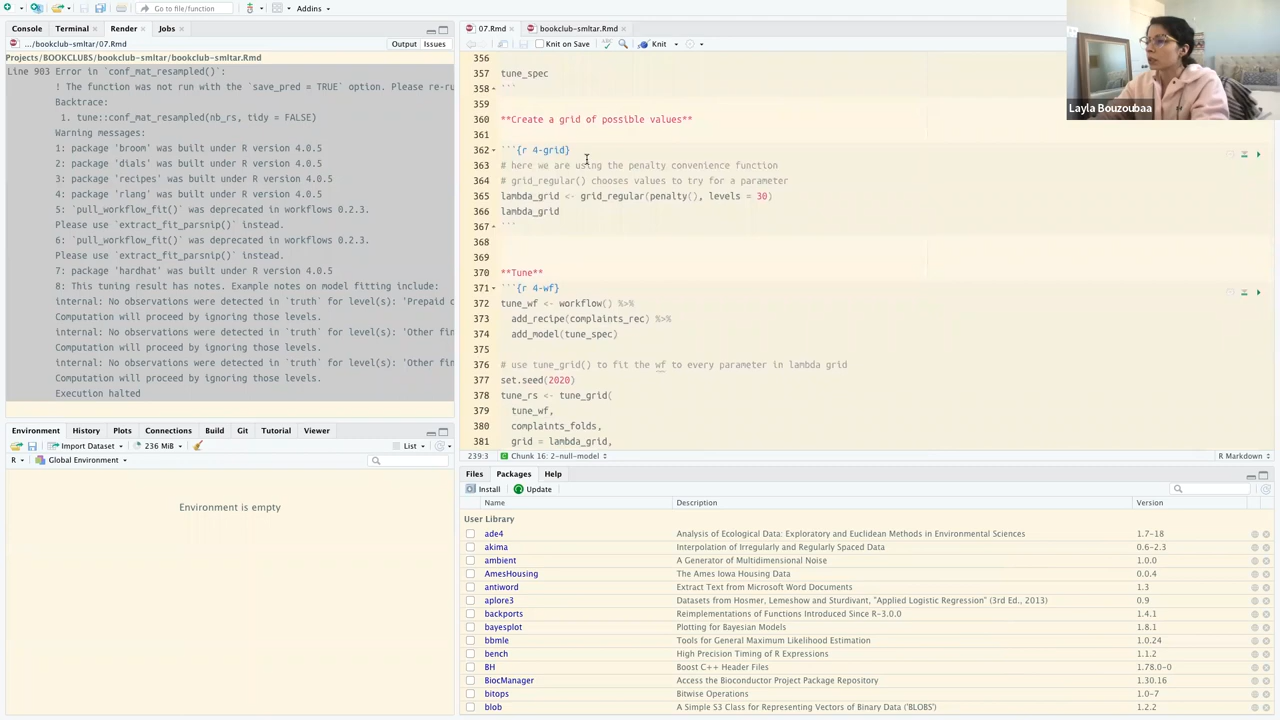 Go to file/function
Addins
Console
Terminal
Render
Jobs
.../bookclub-smltar/07.Rmd
Output
Issues
Projects/BOOKCLUBS/bookclub-smltar/bookclub-smltar.Rmd
Line 903 Error in `conf_mat_resampled()`:
! The function was not run with the `save_pred = TRUE` option. Please re-ru
Backtrace:
1. tune::conf_mat_resampled(nb_rs, tidy = FALSE)
Warning messages:
1: package 'broom' was built under R version 4.0.5
2: package 'dials' was built under R version 4.0.5
3: package 'recipes' was built under R version 4.0.5
4: package 'rlang' was built under R version 4.0.5
5: `pull_workflow_fit()` was deprecated in workflows 0.2.3.
Please use `extract_fit_parsnip()` instead.
6: `pull_workflow_fit()` was deprecated in workflows 0.2.3.
Please use `extract_fit_parsnip()` instead.
7: package 'hardhat' was built under R version 4.0.5
8: This tuning result has notes. Example notes on model fitting include:
internal: No observations were detected in `truth` for level(s): 'Prepaid c
Computation will proceed by ignoring those levels.
internal: No observations were detected in `truth` for level(s): 'Other fin
Computation will proceed by ignoring those levels.
internal: No observations were detected in `truth` for level(s): 'Other fin
Computation will proceed by ignoring those levels.
Execution halted
Environment
History
Plots
Connections
Build
Git
Tutorial
Viewer
Import Dataset
236 MiB
List
R
Global Environment
Environment is empty
07.Rmd
bookclub-smltar.Rmd
Knit on Save
Knit
356
357 tune_spec
358 ```
359
360 **Create a grid of possible values**
361
362 ```{r 4-grid}
363 # here we are using the penalty convenience function
364 # grid_regular() chooses values to try for a parameter
365 lambda_grid <- grid_regular(penalty(), levels = 30)
366 lambda_grid
367 ```
368
369
370 **Tune**
371 ```{r 4-wf}
372 tune_wf <- workflow() %>%
373 add_recipe(complaints_rec) %>%
374 add_model(tune_spec)
375
376 # use tune_grid() to fit the wf to every parameter in lambda grid
377 set.seed(2020)
378 tune_rs <- tune_grid(
379 tune_wf,
380 complaints_folds,
381 grid = lambda_grid,
239:3
Chunk 16: 2-null-model
R Markdown
Layla Bouzoubaa
Files
Packages
Help
Install
Update
Name Description Version
User Library
ade4 Analysis of Ecological Data: Exploratory and Euclidean Methods in Environmental Sciences 1.7-18
akima Interpolation of Irregularly and Regularly Spaced Data 0.6-2.3
ambient A Generator of Multidimensional Noise 1.0.0
AmesHousing The Ames Iowa Housing Data 0.0.4
antiword Extract Text from Microsoft Word Documents 1.3
aplore3 Datasets from Hosmer, Lemeshow and Sturdivant, "Applied Logistic Regression" (3rd Ed., 2013) 0.9
backports Reimplementations of Functions Introduced Since R-3.0.0 1.4.1
bayesplot Plotting for Bayesian Models 1.8.1
bbmle Tools for General Maximum Likelihood Estimation 1.0.24
bench High Precision Timing of R Expressions 1.1.2
BH Boost C++ Header Files 1.78.0-0
BiocManager Access the Bioconductor Project Package Repository 1.30.16
bitops Bitwise Operations 1.0-7
blob A Simple S3 Class for Representing Vectors of Binary Data ('BLOBS') 1.2.2